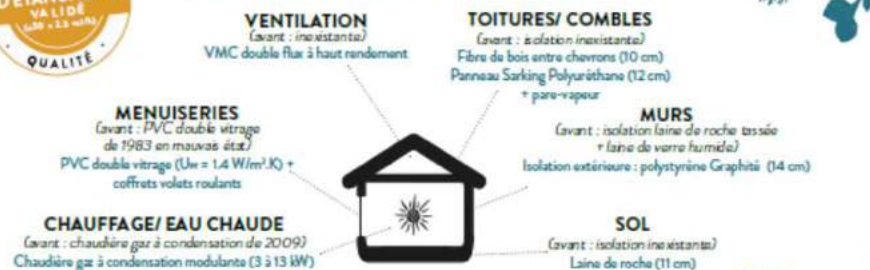 VALIDÉ
QUALITÉ
VENTILATION
(avant : inexistante)
VMC double flux à haut rendement
TOITURES/ COMBLES
(avant : isolation inexistante)
Fibre de bois entre chevrons (10 cm)
Panneau Sarking Polyuréthane (12 cm)
+ pare-vapeur
MENUISERIES
(avant : PVC double vitrage
de 1983 en mauvais état)
PVC double vitrage (Uw = 1.4 W/m².K) +
coffrets volets roulants
MURS
(avant : isolation laine de roche tassée
+ laine de verre humide)
Isolation extérieure : polystyrène Graphité (14 cm)
CHAUFFAGE/ EAU CHAUDE
(avant : chaudière gaz à condensation de 2009)
Chaudière gaz à condensation modulante (3 à 13 kW)
SOL
(avant : isolation inexistante)
Laine de roche (11 cm)